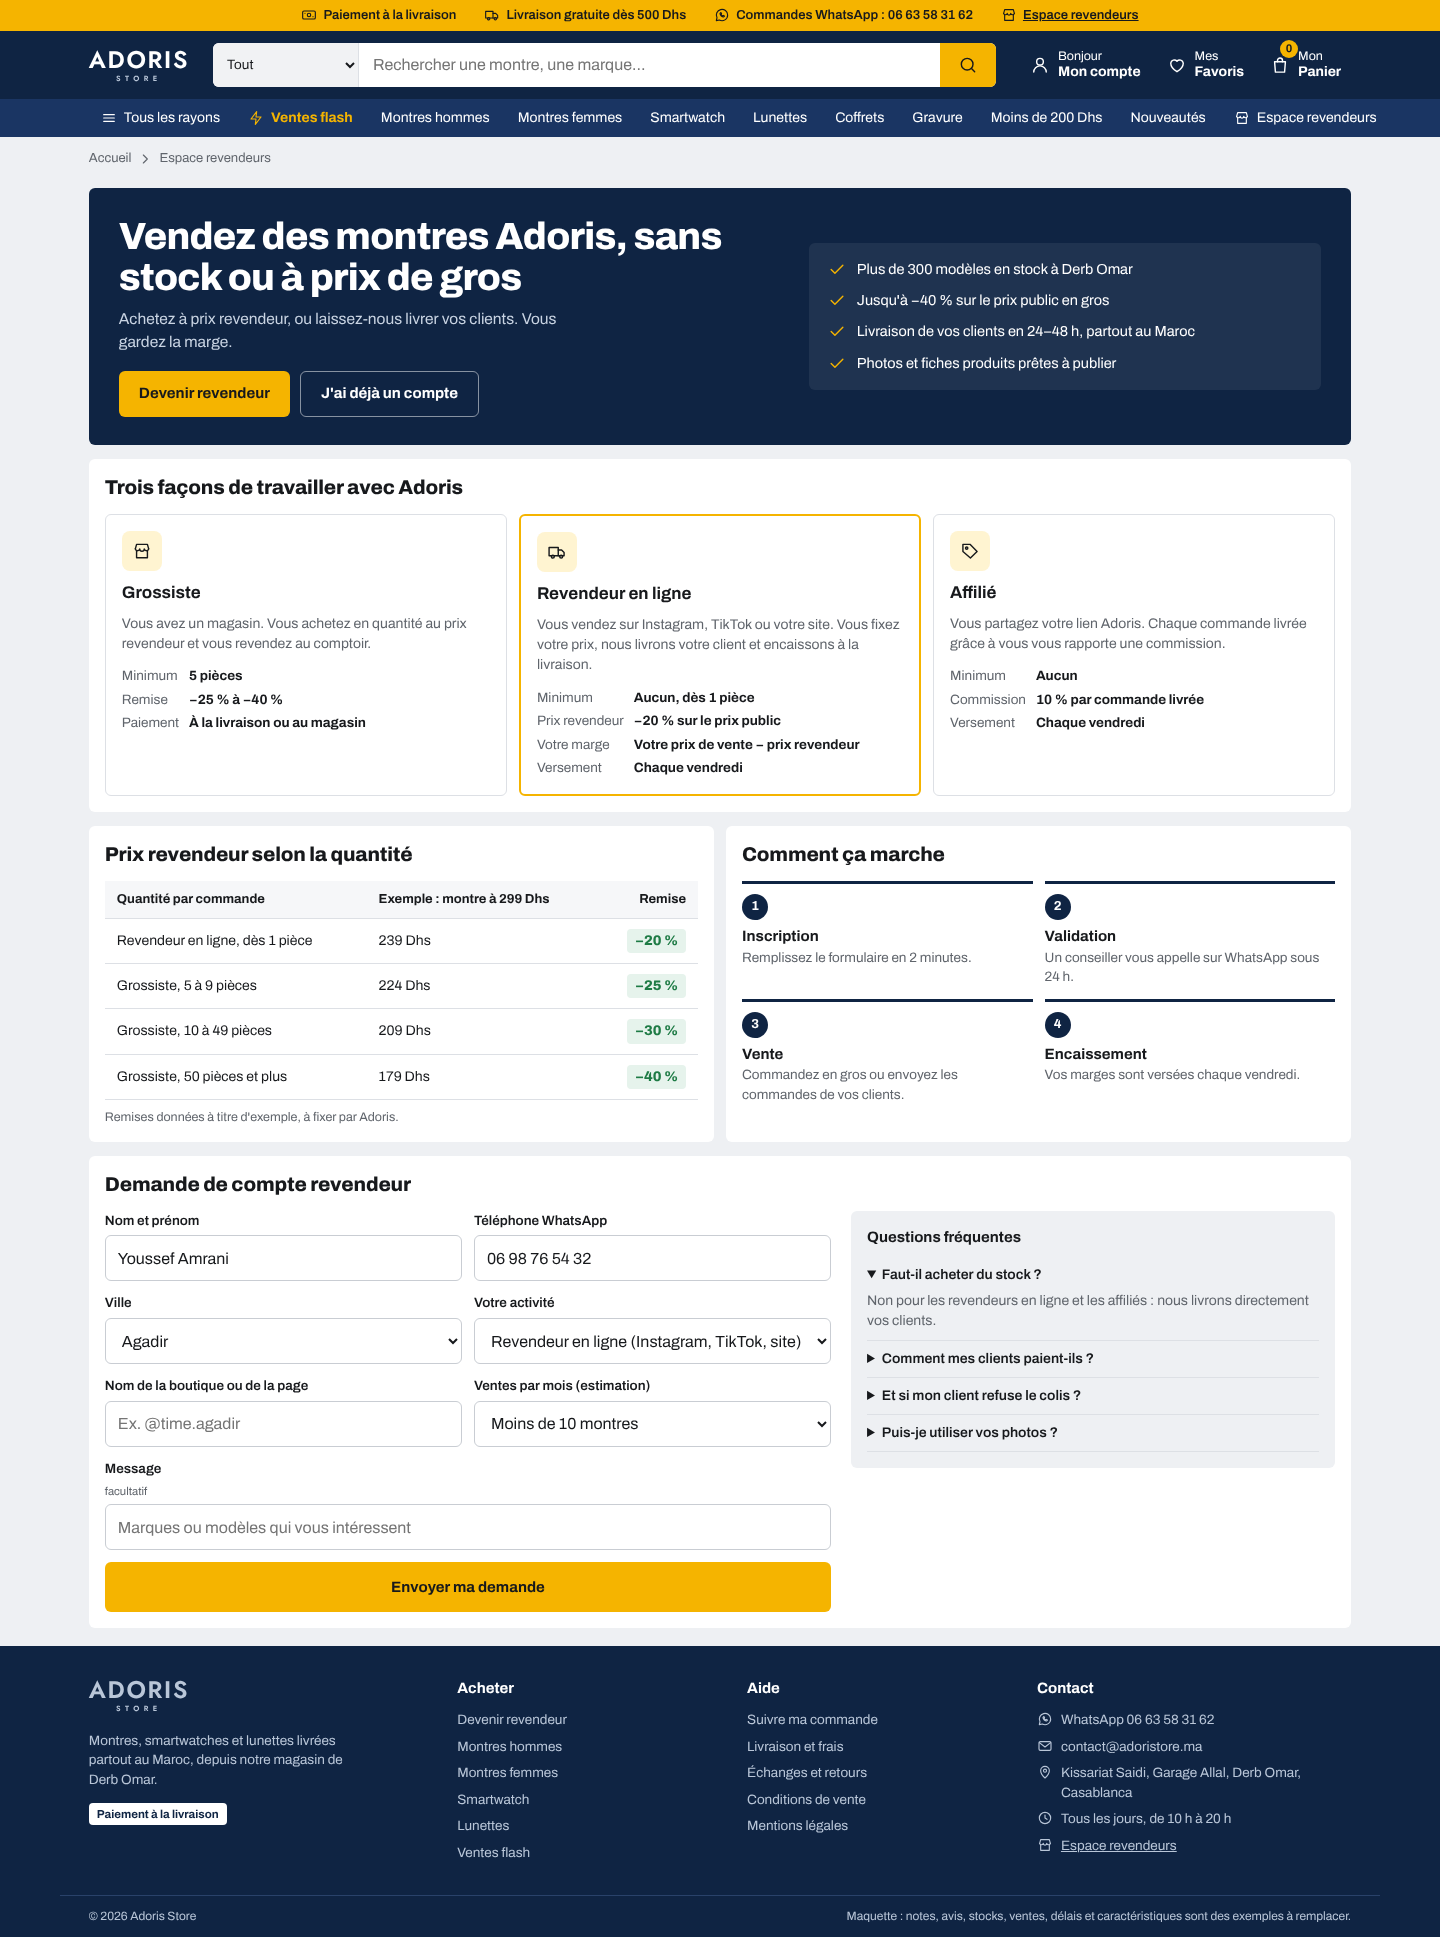 Paiement à la livraison
Livraison gratuite dès 500 Dhs
Commandes WhatsApp : 06 63 58 31 62
Espace revendeurs
ADORIS
STORE
Tout
Rechercher une montre, une marque...
Bonjour
Mon compte
Mes
Favoris
0
Mon
Panier
Tous les rayons
Ventes flash
Montres hommes
Montres femmes
Smartwatch
Lunettes
Coffrets
Gravure
Moins de 200 Dhs
Nouveautés
Espace revendeurs
Accueil
Espace revendeurs
Vendez des montres Adoris, sans
stock ou à prix de gros
Achetez à prix revendeur, ou laissez-nous livrer vos clients. Vous
gardez la marge.
Devenir revendeur
J'ai déjà un compte
Plus de 300 modèles en stock à Derb Omar
Jusqu'à −40 % sur le prix public en gros
Livraison de vos clients en 24–48 h, partout au Maroc
Photos et fiches produits prêtes à publier
Trois façons de travailler avec Adoris
Grossiste
Vous avez un magasin. Vous achetez en quantité au prix
revendeur et vous revendez au comptoir.
Minimum 5 pièces
Remise −25 % à −40 %
Paiement À la livraison ou au magasin
Revendeur en ligne
Vous vendez sur Instagram, TikTok ou votre site. Vous fixez
votre prix, nous livrons votre client et encaissons à la
livraison.
Minimum Aucun, dès 1 pièce
Prix revendeur −20 % sur le prix public
Votre marge Votre prix de vente − prix revendeur
Versement Chaque vendredi
Affilié
Vous partagez votre lien Adoris. Chaque commande livrée
grâce à vous vous rapporte une commission.
Minimum Aucun
Commission 10 % par commande livrée
Versement Chaque vendredi
Prix revendeur selon la quantité
Quantité par commande Exemple : montre à 299 Dhs Remise
Revendeur en ligne, dès 1 pièce 239 Dhs −20 %
Grossiste, 5 à 9 pièces 224 Dhs −25 %
Grossiste, 10 à 49 pièces 209 Dhs −30 %
Grossiste, 50 pièces et plus 179 Dhs −40 %
Remises données à titre d'exemple, à fixer par Adoris.
Comment ça marche
1
Inscription
Remplissez le formulaire en 2 minutes.
2
Validation
Un conseiller vous appelle sur WhatsApp sous
24 h.
3
Vente
Commandez en gros ou envoyez les
commandes de vos clients.
4
Encaissement
Vos marges sont versées chaque vendredi.
Demande de compte revendeur
Nom et prénom
Youssef Amrani
Téléphone WhatsApp
06 98 76 54 32
Ville
Agadir
Votre activité
Revendeur en ligne (Instagram, TikTok, site)
Nom de la boutique ou de la page
Ex. @time.agadir
Ventes par mois (estimation)
Moins de 10 montres
Message
facultatif
Marques ou modèles qui vous intéressent
Envoyer ma demande
Questions fréquentes
Faut-il acheter du stock ?
Non pour les revendeurs en ligne et les affiliés : nous livrons directement
vos clients.
Comment mes clients paient-ils ?
Et si mon client refuse le colis ?
Puis-je utiliser vos photos ?
ADORIS
STORE
Montres, smartwatches et lunettes livrées
partout au Maroc, depuis notre magasin de
Derb Omar.
Paiement à la livraison
Acheter
Devenir revendeur
Montres hommes
Montres femmes
Smartwatch
Lunettes
Ventes flash
Aide
Suivre ma commande
Livraison et frais
Échanges et retours
Conditions de vente
Mentions légales
Contact
WhatsApp 06 63 58 31 62
contact@adoristore.ma
Kissariat Saidi, Garage Allal, Derb Omar,
Casablanca
Tous les jours, de 10 h à 20 h
Espace revendeurs
© 2026 Adoris Store
Maquette : notes, avis, stocks, ventes, délais et caractéristiques sont des exemples à remplacer.